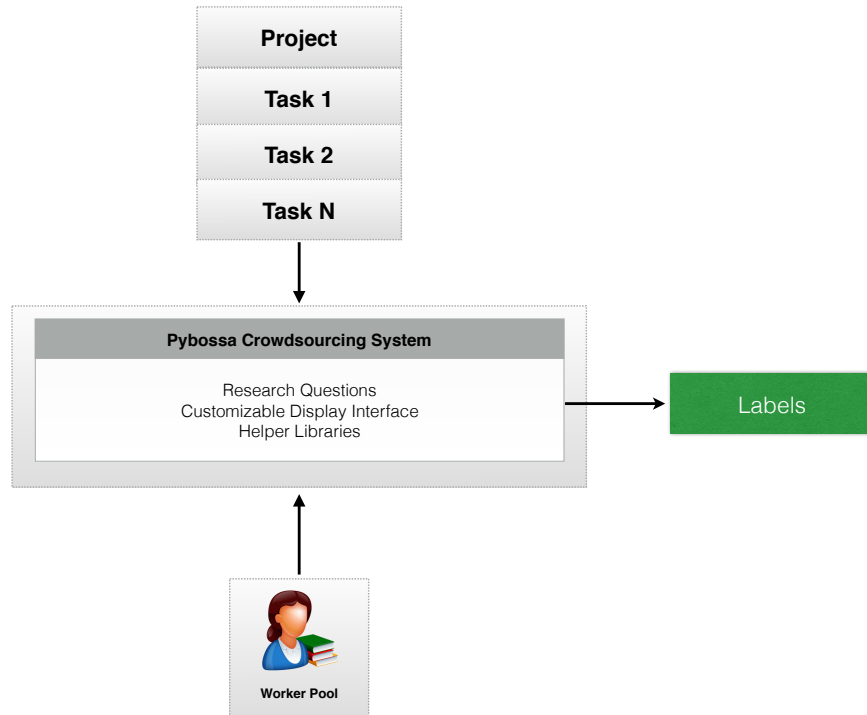 Project
Task 1
Task 2
Task N
Pybossa Crowdsourcing System
Research Questions
Customizable Display Interface
Helper Libraries
Labels
Worker Pool